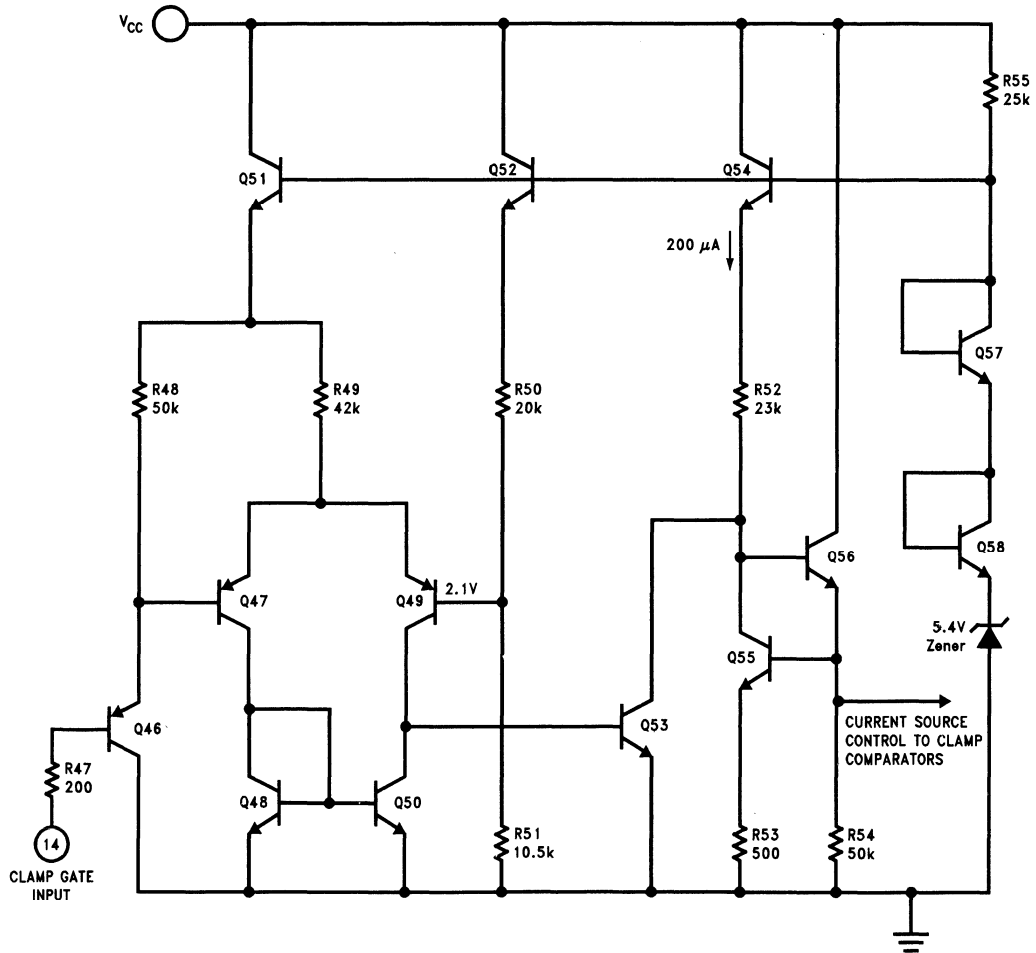 VCC
R55
25k
Q51
Q52
Q54
200 μA
Q57
R48
50k
R49
42k
R50
20k
R52
23k
Q58
Q56
Q47
Q49
2.1V
5.4V
Zener
Q55
Q46
Q53
CURRENT SOURCE
CONTROL TO CLAMP
COMPARATORS
R47
200
Q48
Q50
14
R51
10.5k
R53
500
R54
50k
CLAMP GATE
INPUT